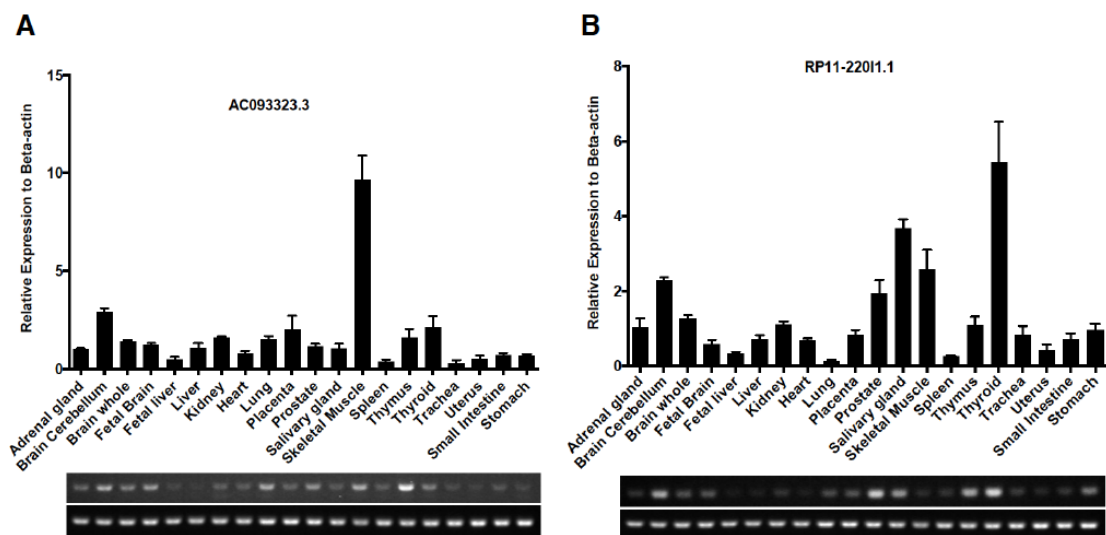 A
15
10
5
0
Relative Expression to Beta-actin
AC093323.3
Adrenal gland
Brain Cerebellum
Brain whole
Fetal Brain
Fetal liver
Liver
Kidney
Heart
Lung
Placenta
Prostate
Salivary gland
Skeletal Muscle
Spleen
Thymus
Thyroid
Trachea
Uterus
Small Intestine
Stomach
B
8
6
4
2
0
Relative Expression to Beta-actin
RP11-220I1.1
Adrenal gland
Brain Cerebellum
Brain whole
Fetal Brain
Fetal liver
Liver
Kidney
Heart
Lung
Placenta
Prostate
Salivary gland
Skeletal Muscle
Spleen
Thymus
Thyroid
Trachea
Uterus
Small Intestine
Stomach